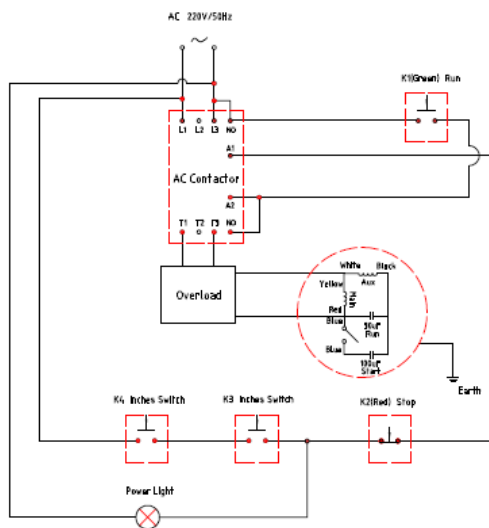 AC 220V/50Hz
K1(Green) Run
L1 L2 L3 NO
A1
AC Contactor
A2
T1 T2 T3 NO
White Black
Aux
Yellow
Main
Overload
Red
Blue
50uF
Run
Blue
100uF
Start
Earth
K4 Inches Switch
K3 Inches Switch
K2(Red) Stop
Power Light